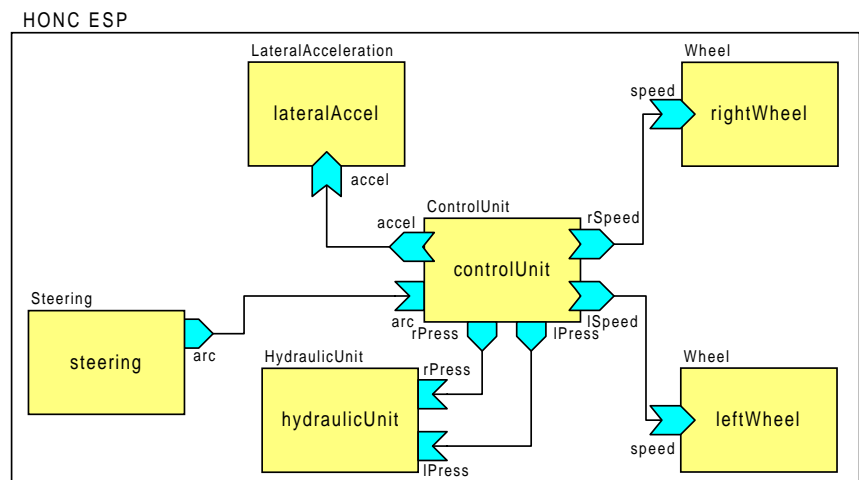 HONC ESP
LateralAcceleration
lateralAccel
accel
Wheel
speed
rightWheel
ControlUnit
accel
rSpeed
controlUnit
arc
rPress
lPress
lSpeed
Steering
steering
arc
HydraulicUnit
rPress
hydraulicUnit
lPress
Wheel
leftWheel
speed